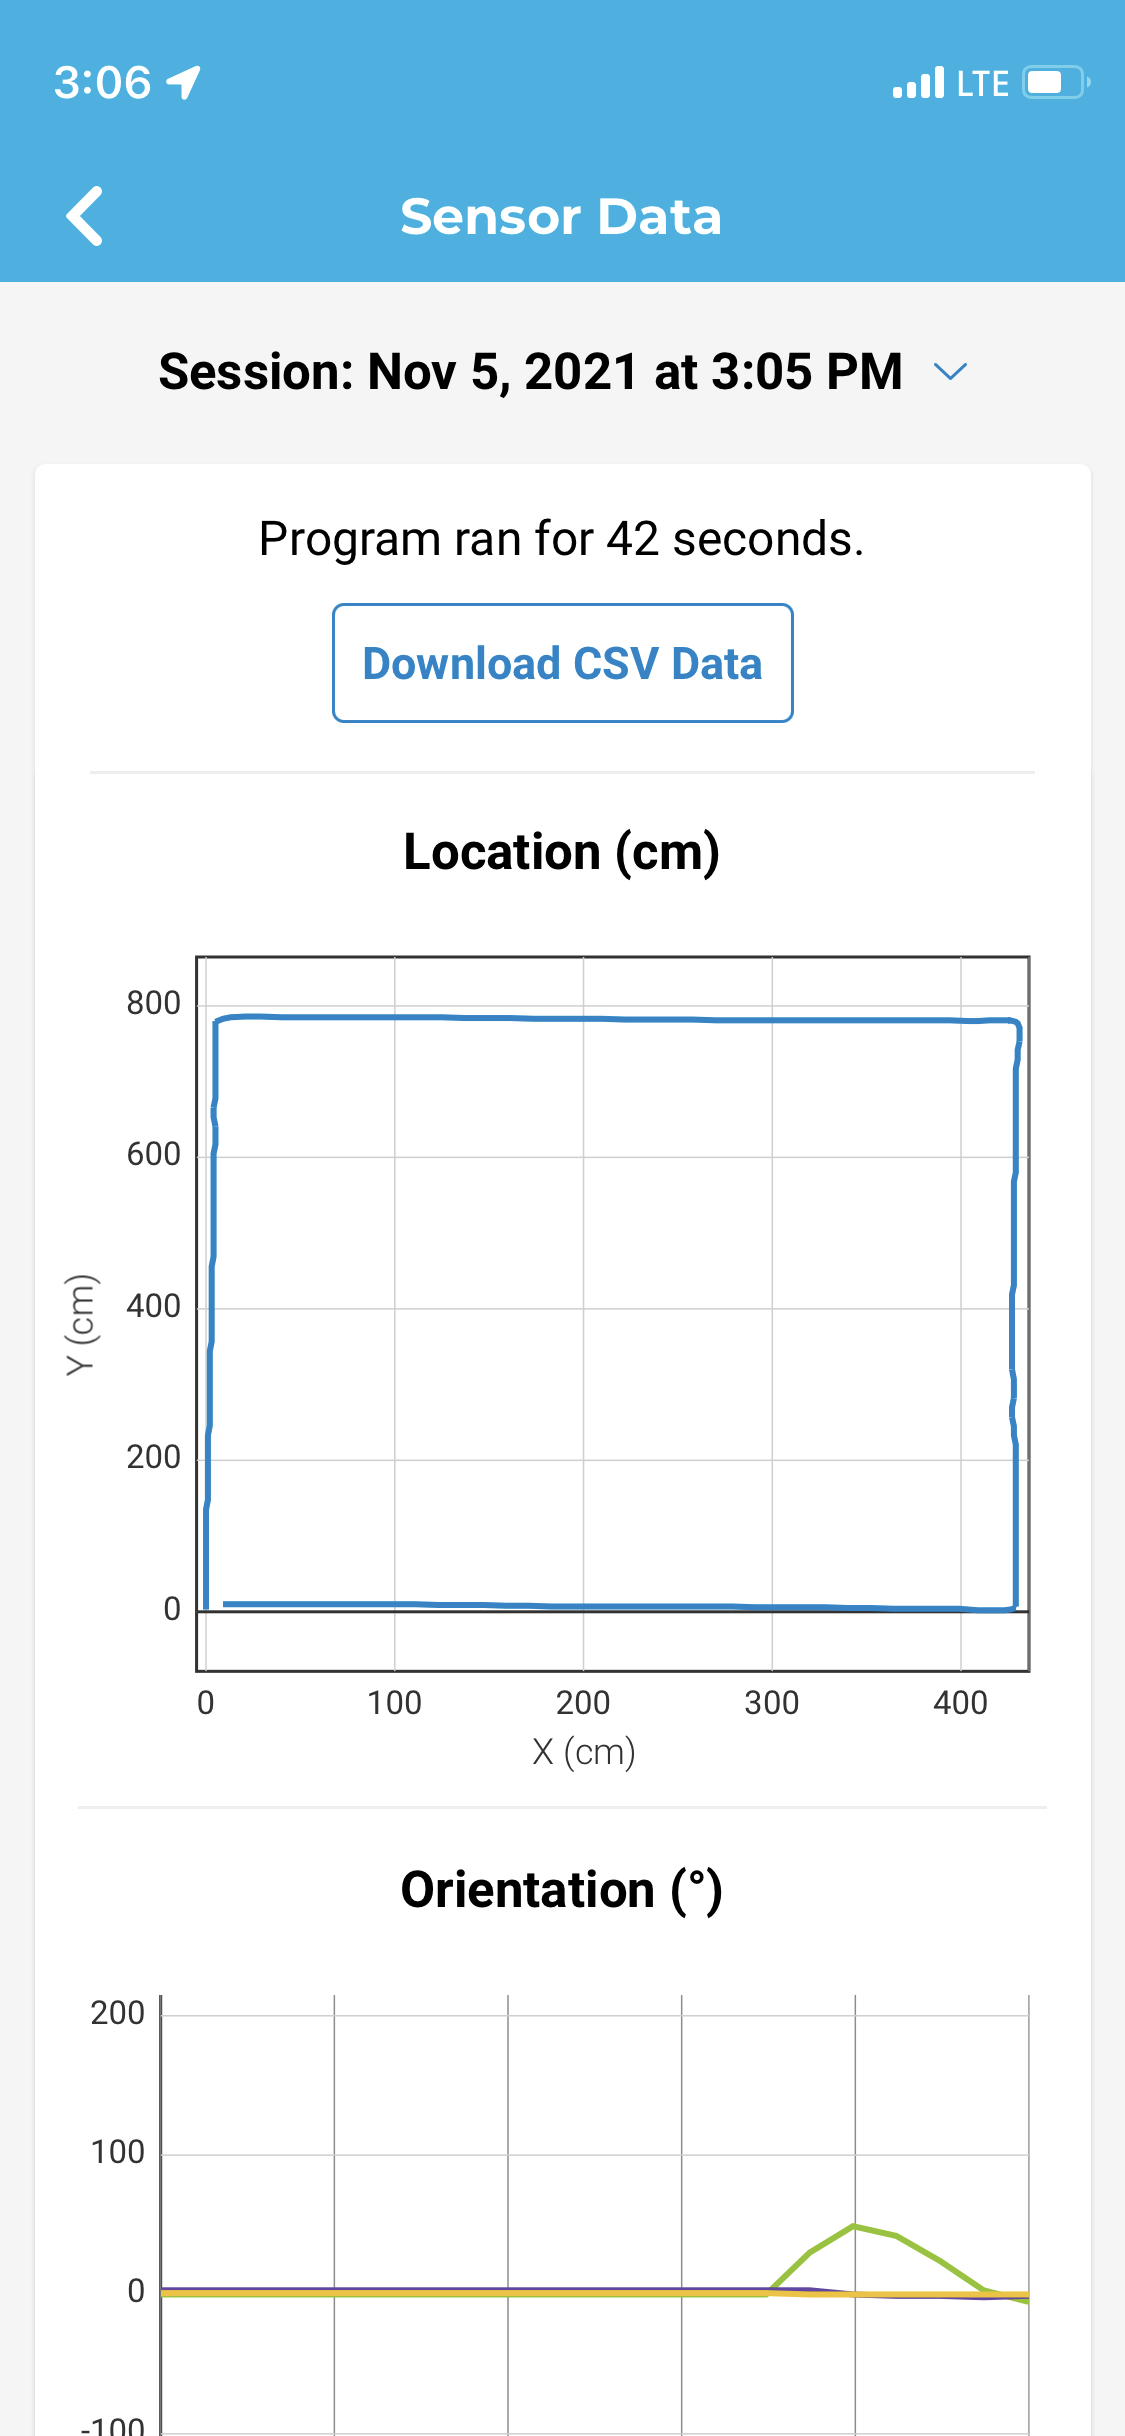 3:06 LTE
Sensor Data
Session: Nov 5, 2021 at 3:05 PM
Program ran for 42 seconds.
Download CSV Data
Location (cm)
800
600
400
200
0
Y (cm)
0 100 200 300 400
X (cm)
Orientation (°)
200
100
0
-100